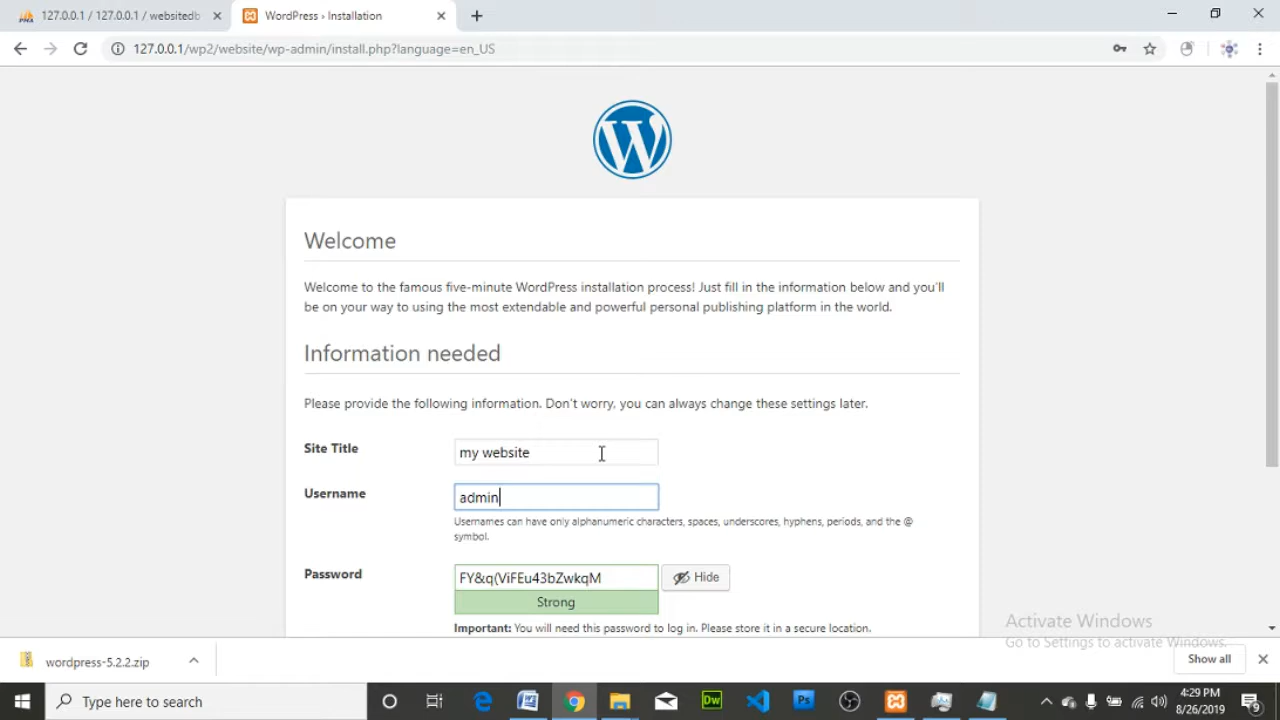 127.0.0.1 / 127.0.0.1 / websitedb
WordPress › Installation
127.0.0.1/wp2/website/wp-admin/install.php?language=en_US
Welcome
Welcome to the famous five-minute WordPress installation process! Just fill in the information below and you'll
be on your way to using the most extendable and powerful personal publishing platform in the world.
Information needed
Please provide the following information. Don't worry, you can always change these settings later.
Site Title
my website
Username
admin
Usernames can have only alphanumeric characters, spaces, underscores, hyphens, periods, and the @
symbol.
Password
FY&q(ViFEu43bZwkqM
Hide
Strong
Important: You will need this password to log in. Please store it in a secure location.
Activate Windows
Go to Settings to activate Windows.
wordpress-5.2.2.zip
Show all
Type here to search
Dw
Ps
4:29 PM
8/26/2019
9